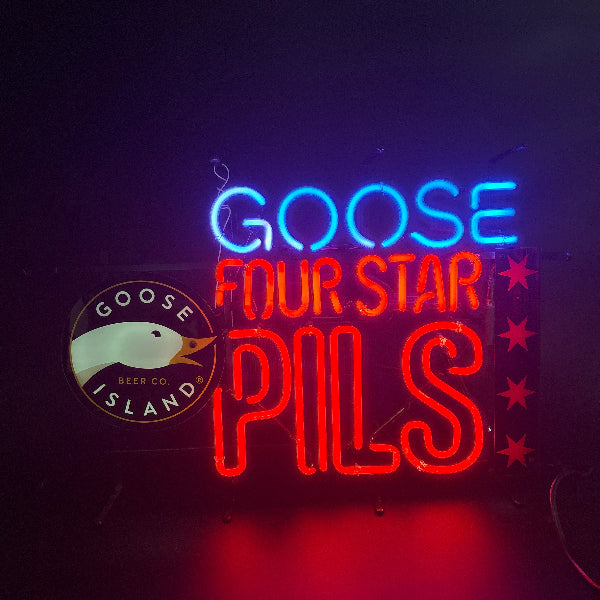 GOOSE
FOUR STAR
PILS
GOOSE
BEER CO.
ISLAND®